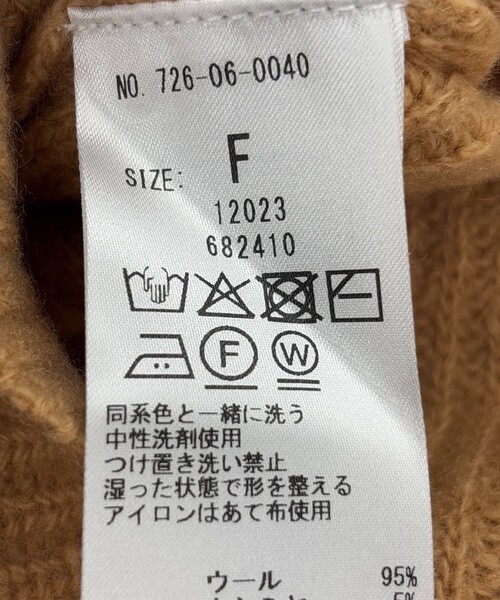 NO. 726-06-0040
SIZE: F
12023
682410
F W
同系色と一緒に洗う
中性洗剤使用
つけ置き洗い禁止
湿った状態で形を整える
アイロンはあて布使用
ウール 95%
5%